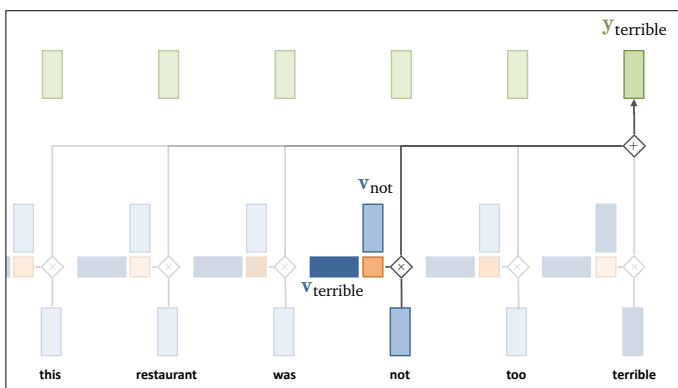 y_terrible
+
v_not
× × × × × ×
v_terrible
this restaurant was not too terrible